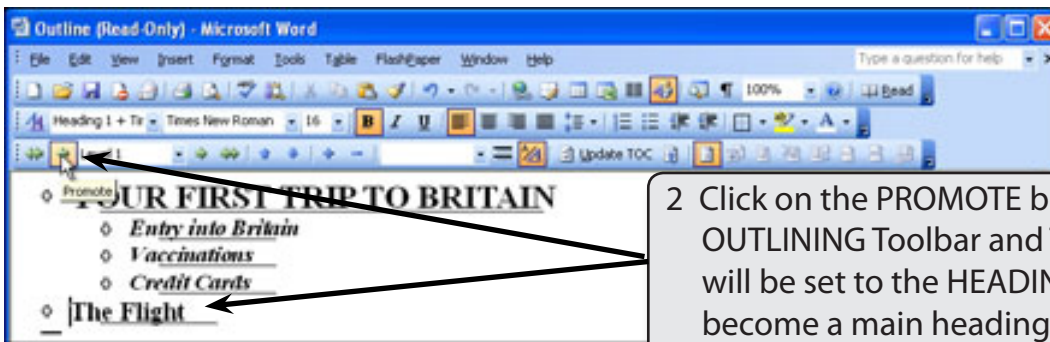 Outline (Read-Only) - Microsoft Word
File Edit View Insert Format Tools Table FlashPaper Window Help Type a question for help
100% Read
Heading 1 + Tir Times New Roman 16 B I U A
Level 1 Update TOC
Promote
YOUR FIRST TRIP TO BRITAIN
Entry into Britain
Vaccinations
Credit Cards
The Flight
2 Click on the PROMOTE b
OUTLINING Toolbar and
will be set to the HEADIN
become a main heading